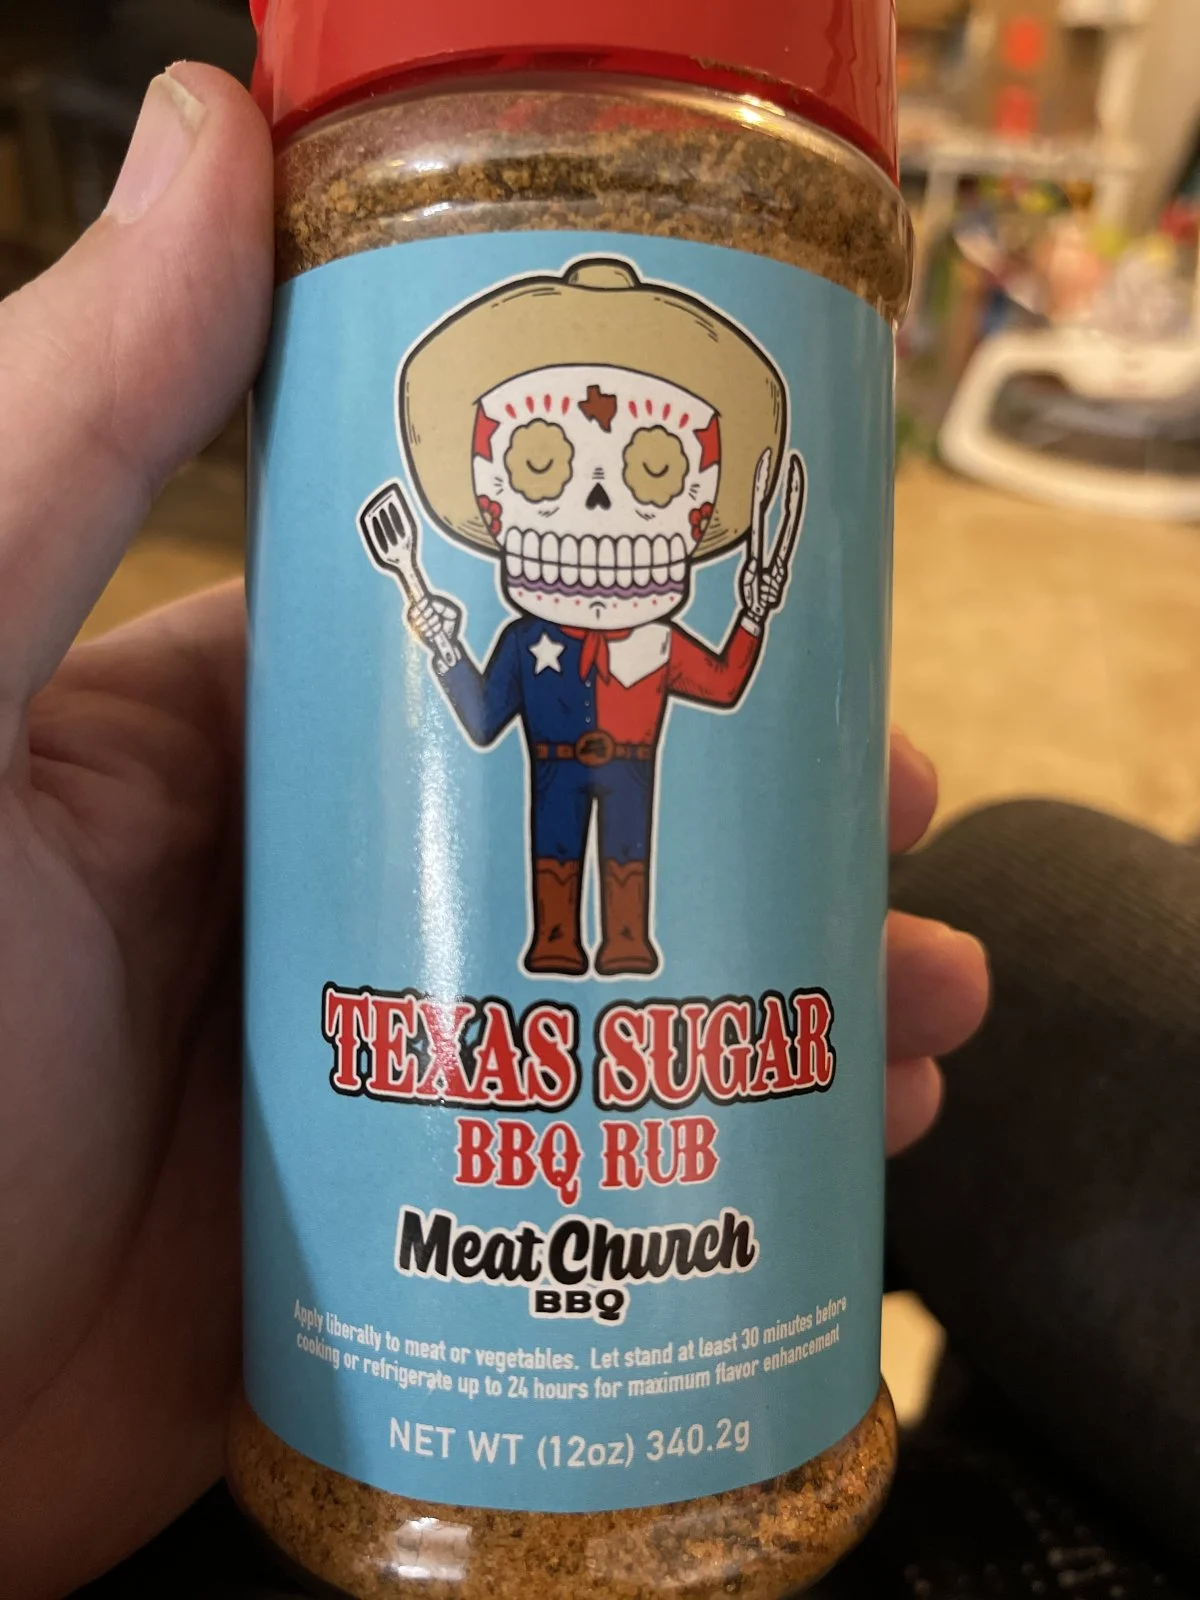 TEXAS SUGAR
BBQ RUB
Meat Church
BBQ
Apply liberally to meat or vegetables. Let stand at least 30 minutes before
cooking or refrigerate up to 24 hours for maximum flavor enhancement
NET WT (12oz) 340.2g